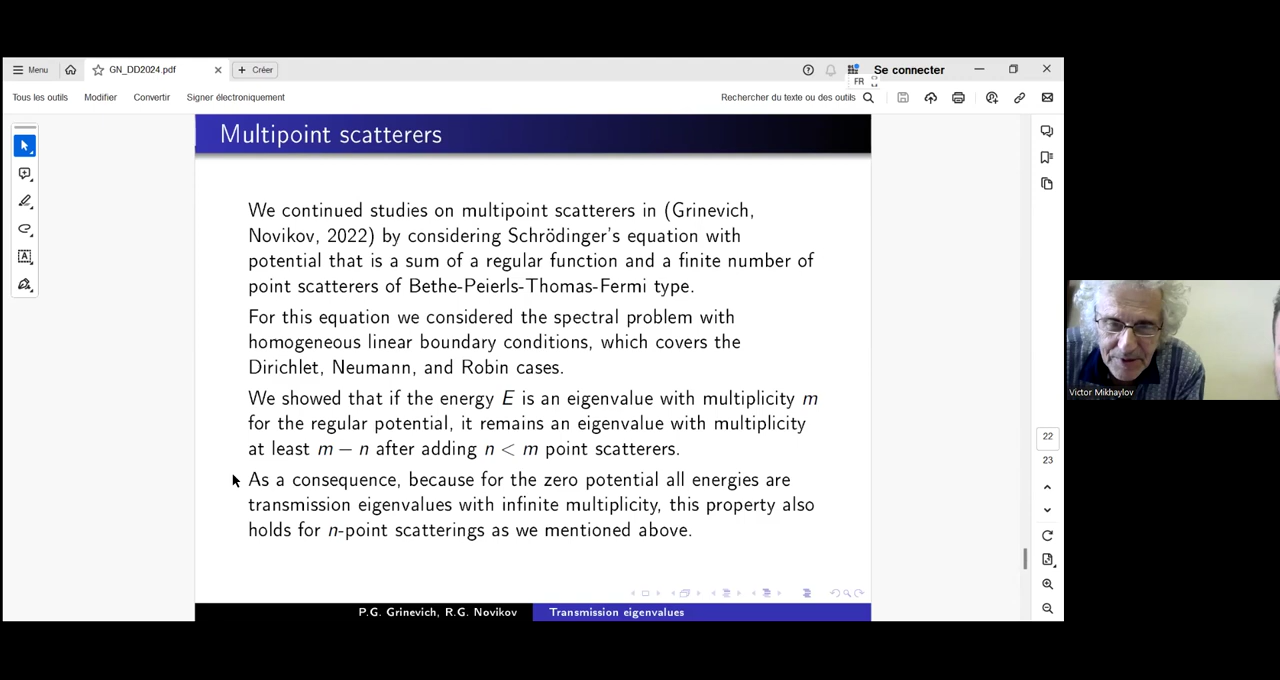 Menu
GN_DD2024.pdf
+ Créer
Se connecter
FR
Tous les outils
Modifier
Convertir
Signer électroniquement
Rechercher du texte ou des outils
Multipoint scatterers
We continued studies on multipoint scatterers in (Grinevich,
Novikov, 2022) by considering Schrödinger's equation with
potential that is a sum of a regular function and a finite number of
point scatterers of Bethe-Peierls-Thomas-Fermi type.
For this equation we considered the spectral problem with
homogeneous linear boundary conditions, which covers the
Dirichlet, Neumann, and Robin cases.
We showed that if the energy E is an eigenvalue with multiplicity m
for the regular potential, it remains an eigenvalue with multiplicity
at least m − n after adding n < m point scatterers.
As a consequence, because for the zero potential all energies are
transmission eigenvalues with infinite multiplicity, this property also
holds for n-point scatterings as we mentioned above.
P.G. Grinevich, R.G. Novikov
Transmission eigenvalues
22
23
Victor Mikhaylov